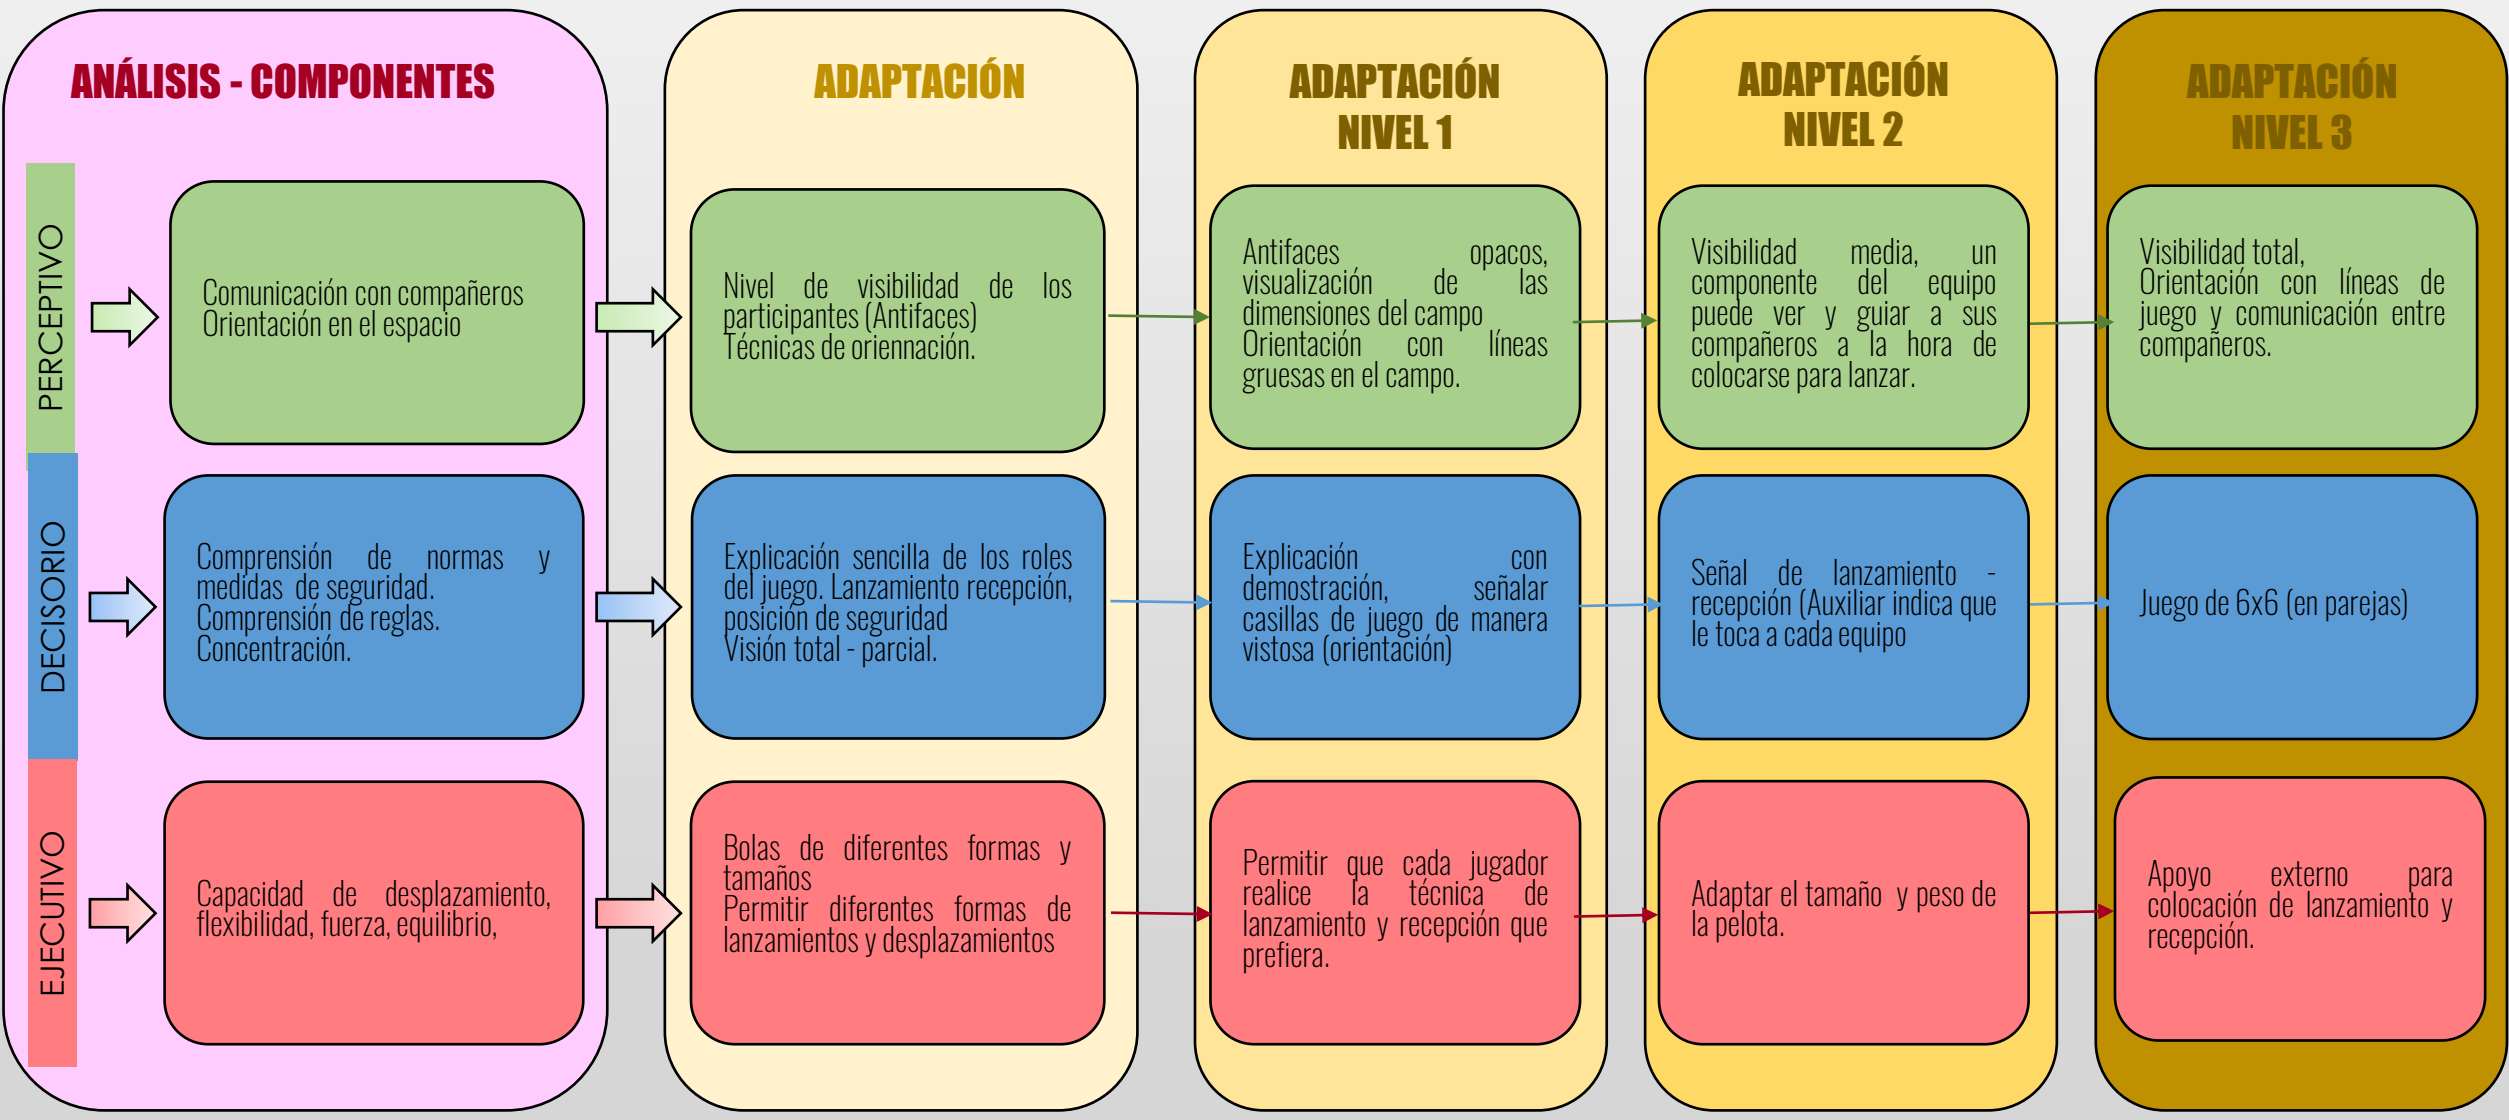 ANÁLISIS - COMPONENTES
ADAPTACIÓN
ADAPTACIÓN
NIVEL 1
ADAPTACIÓN
NIVEL 2
ADAPTACIÓN
NIVEL 3
PERCEPTIVO
Comunicación con compañeros
Orientación en el espacio
Nivel de visibilidad de los
participantes (Antifaces)
Técnicas de oriennación.
Antifaces opacos,
visualización de las
dimensiones del campo
Orientación con líneas
gruesas en el campo.
Visibilidad media, un
componente del equipo
puede ver y guiar a sus
compañeros a la hora de
colocarse para lanzar.
Visibilidad total,
Orientación con líneas de
juego y comunicación entre
compañeros.
DECISORIO
Comprensión de normas y
medidas de seguridad.
Comprensión de reglas.
Concentración.
Explicación sencilla de los roles
del juego. Lanzamiento recepción,
posición de seguridad
Visión total - parcial.
Explicación con
demostración, señalar
casillas de juego de manera
vistosa (orientación)
Señal de lanzamiento -
recepción (Auxiliar indica que
le toca a cada equipo
Juego de 6x6 (en parejas)
EJECUTIVO
Capacidad de desplazamiento,
flexibilidad, fuerza, equilibrio,
Bolas de diferentes formas y
tamaños
Permitir diferentes formas de
lanzamientos y desplazamientos
Permitir que cada jugador
realice la técnica de
lanzamiento y recepción que
prefiera.
Adaptar el tamaño y peso de
la pelota.
Apoyo externo para
colocación de lanzamiento y
recepción.